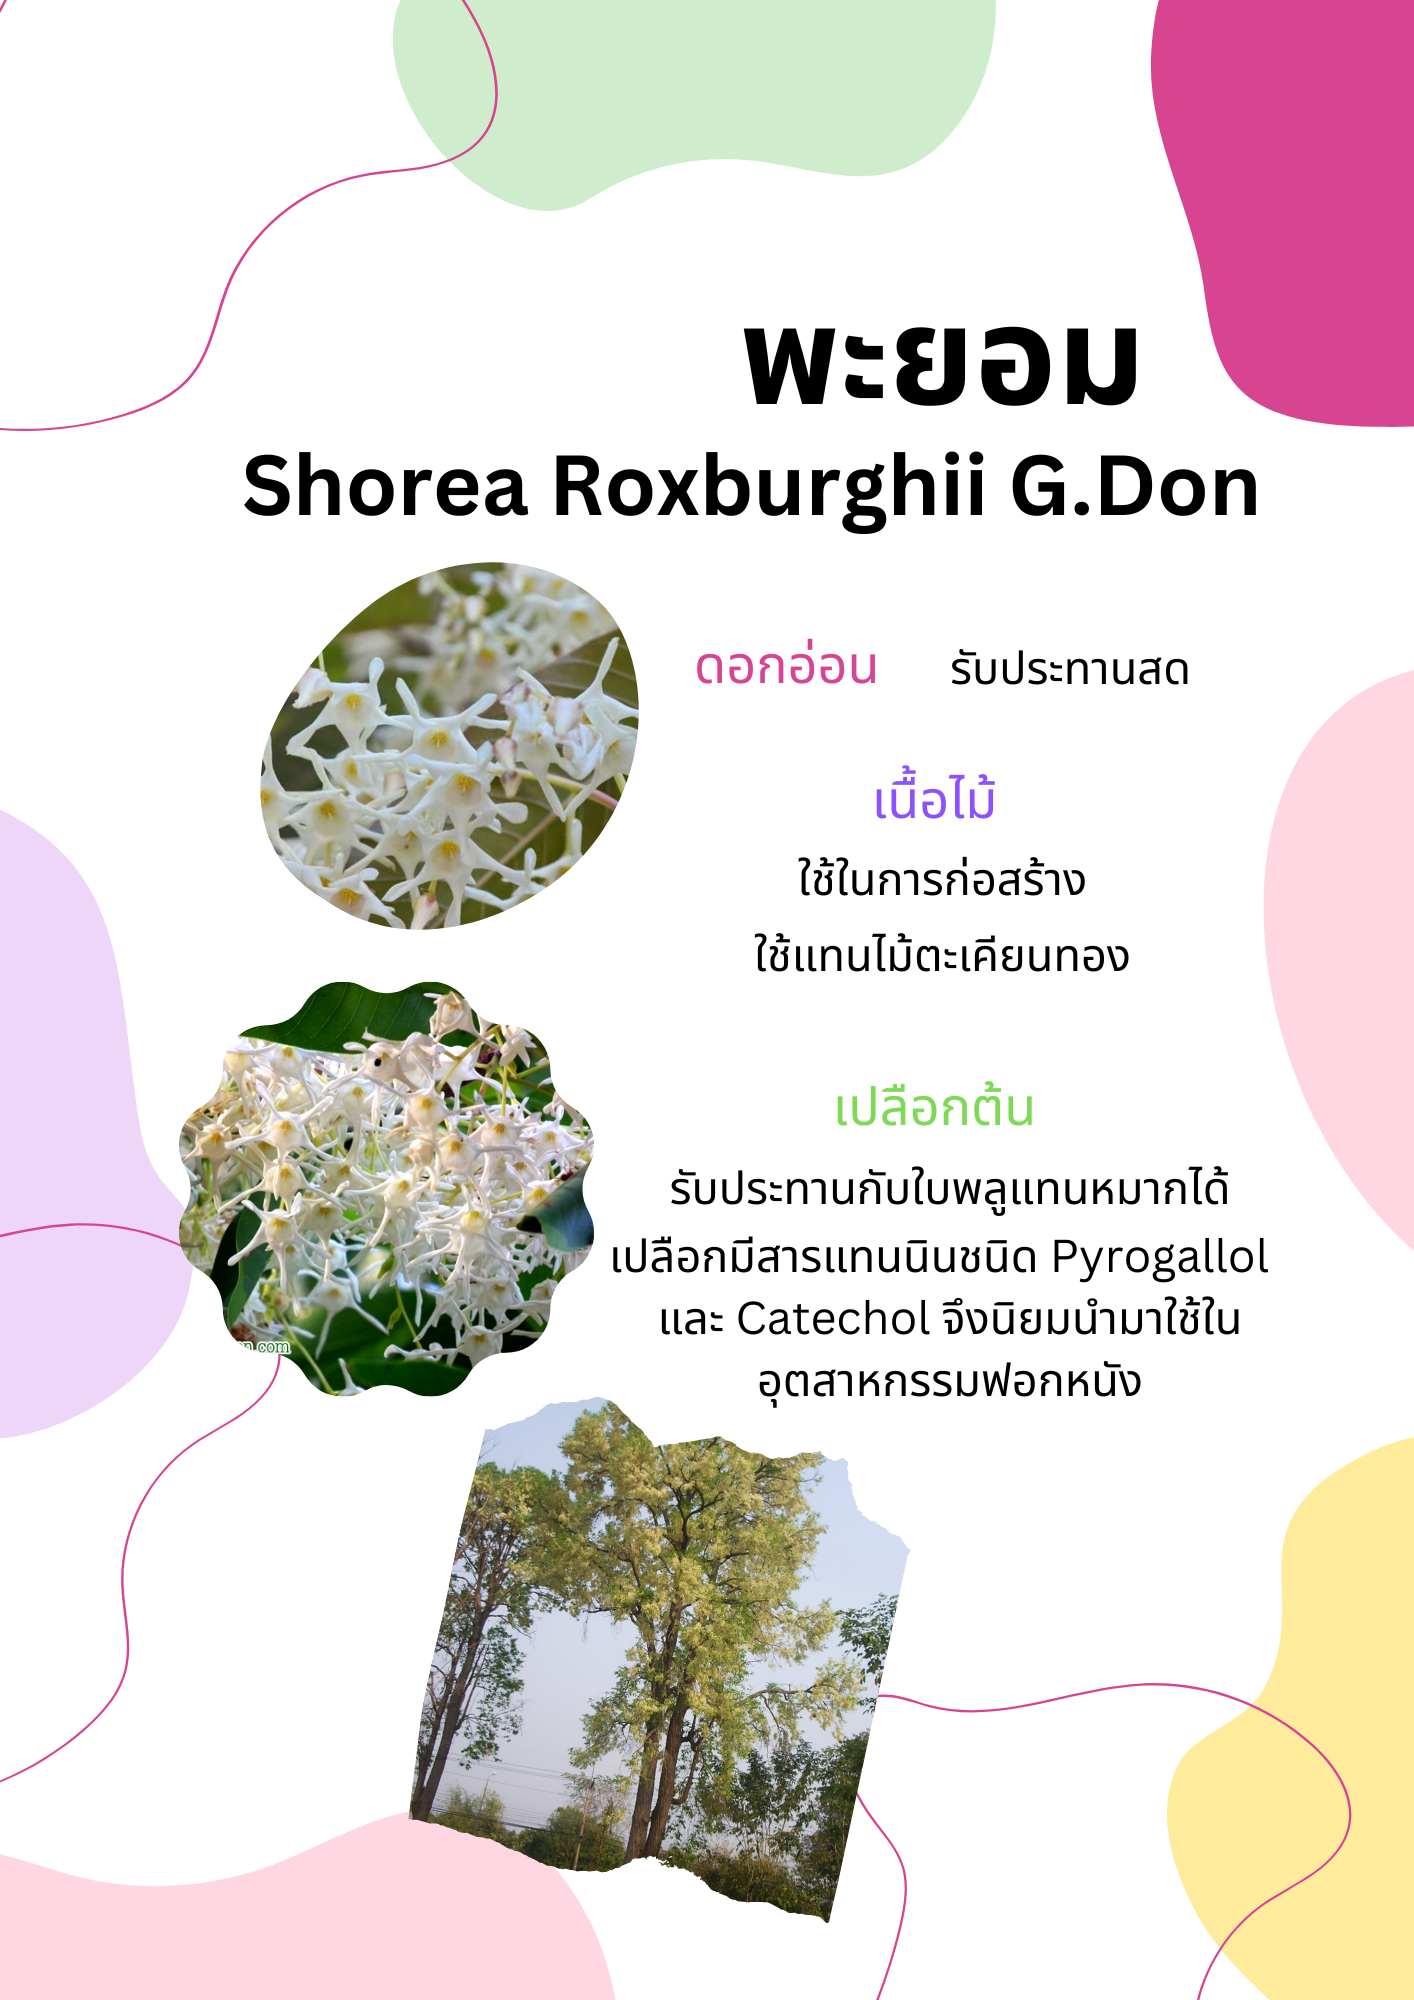 พะยอม
Shorea Roxburghii G.Don
ดอกอ่อน รับประทานสด
เนื้อไม้
ใช้ในการก่อสร้าง
ใช้แทนไม้ตะเคียนทอง
เปลือกต้น
รับประทานกับใบพลูแทนหมากได้
เปลือกมีสารแทนนินชนิด Pyrogallol
และ Catechol จึงนิยมนำมาใช้ใน
อุตสาหกรรมฟอกหนัง